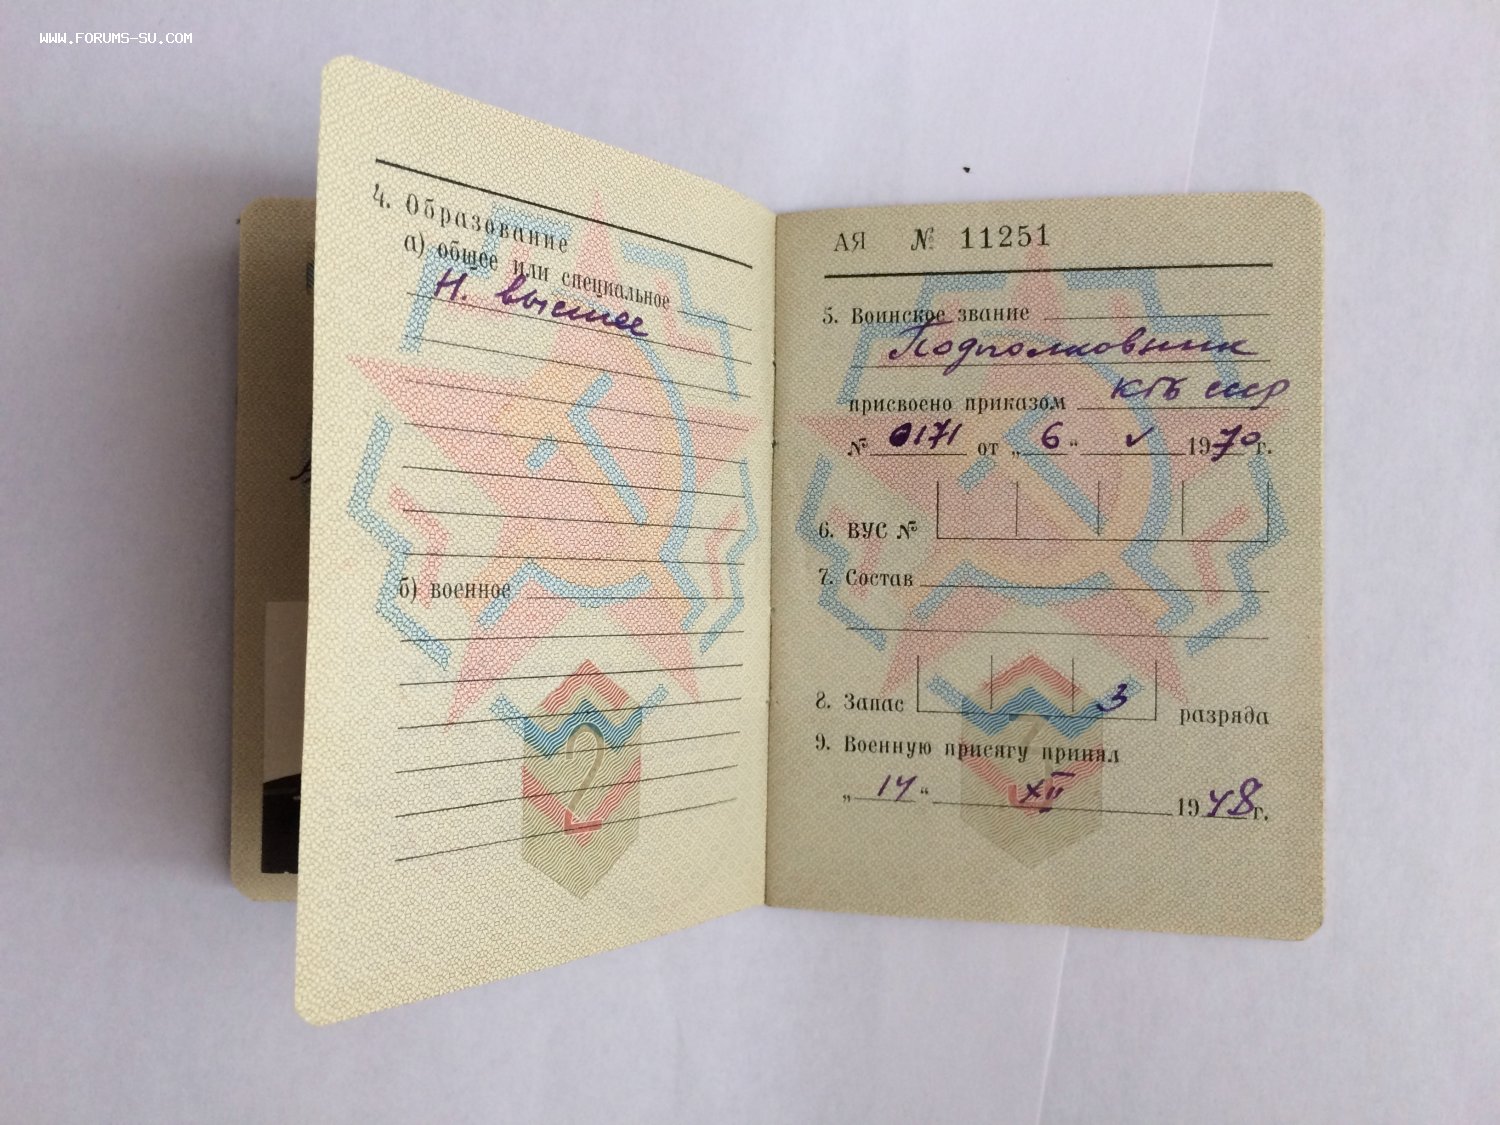 WWW.FORUMS-SU.COM
4. Образование
а) общее или специальное
Н. высшее
б) военное
АЯ № 11251
5. Воинское звание
Подполковник
КГБ СССР
присвоено приказом
№ 0171 от „6“ V 1970 г.
6. ВУС №
7. Состав
8. Запас 3 разряда
9. Военную присягу принял
„14“ XII 1948 г.
2